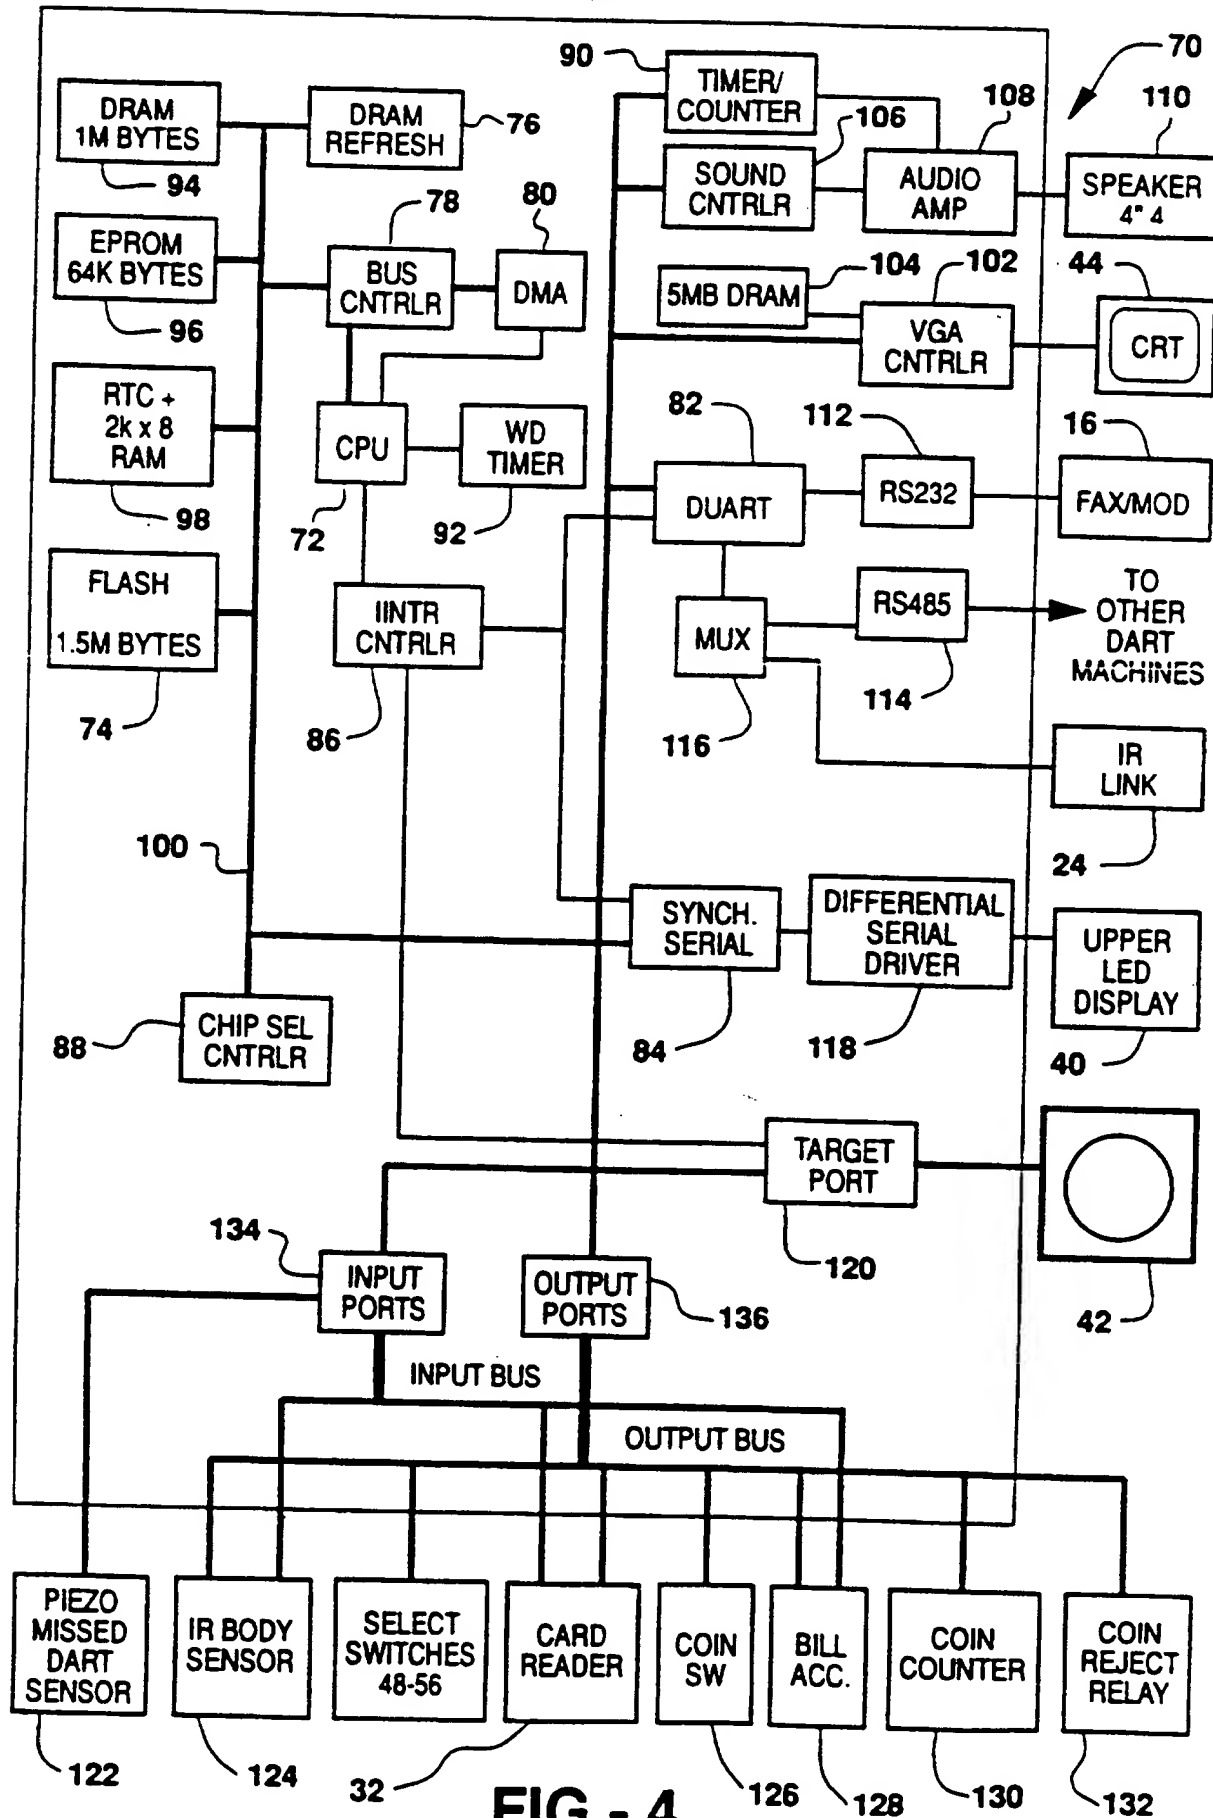 70
90
TIMER/
COUNTER
108
110
DRAM
1M BYTES
DRAM
REFRESH
76
106
94
SOUND
CNTRLR
AUDIO
AMP
SPEAKER
4" 4
78
80
EPROM
64K BYTES
BUS
CNTRLR
DMA
104
102
44
5MB DRAM
96
VGA
CNTRLR
CRT
RTC +
2k x 8
RAM
82
112
16
CPU
WD
TIMER
DUART
RS232
FAX/MOD
98
72
92
FLASH
1.5M BYTES
IINTR
CNTRLR
MUX
RS485
TO
OTHER
DART
MACHINES
74
86
116
114
IR
LINK
100
24
SYNCH.
SERIAL
DIFFERENTIAL
SERIAL
DRIVER
UPPER
LED
DISPLAY
88
CHIP SEL
CNTRLR
84
118
40
TARGET
PORT
134
INPUT
PORTS
OUTPUT
PORTS
120
136
42
INPUT BUS
OUTPUT BUS
PIEZO
MISSED
DART
SENSOR
IR BODY
SENSOR
SELECT
SWITCHES
48-56
CARD
READER
COIN
SW
BILL
ACC.
COIN
COUNTER
COIN
REJECT
RELAY
122
124
32
126
128
130
132
FIG - 4